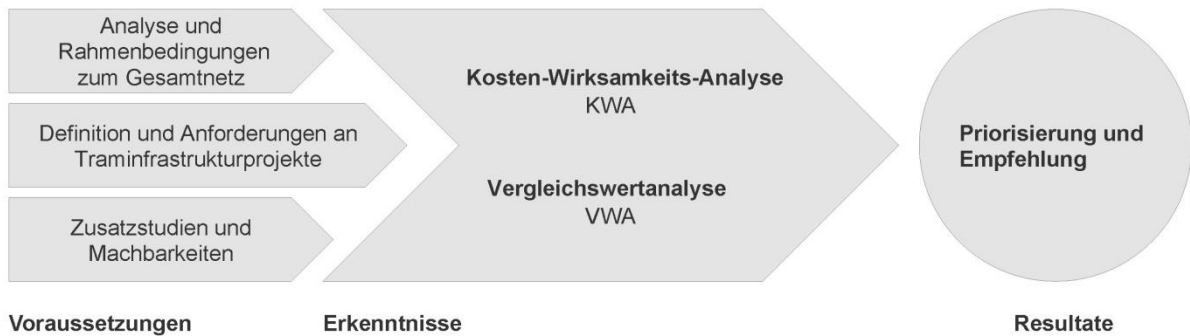 Analyse und
Rahmenbedingungen
zum Gesamtnetz
Definition und Anforderungen an
Traminfrastrukturprojekte
Zusatzstudien und
Machbarkeiten
Kosten-Wirksamkeits-Analyse
KWA
Vergleichswertanalyse
VWA
Priorisierung und
Empfehlung
Voraussetzungen
Erkenntnisse
Resultate